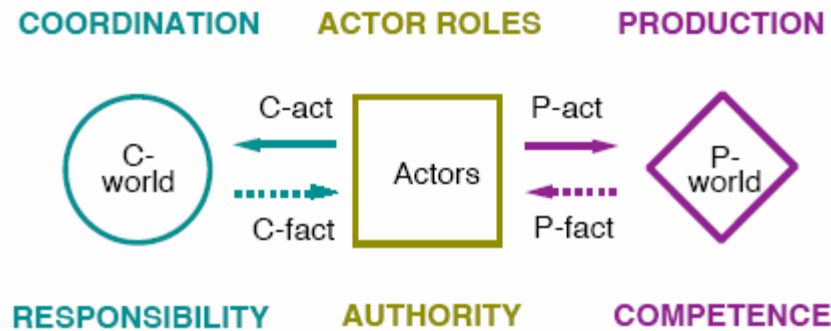 COORDINATION ACTOR ROLES PRODUCTION
C-act P-act
C-
world
Actors
P-
world
C-fact P-fact
RESPONSIBILITY AUTHORITY COMPETENCE